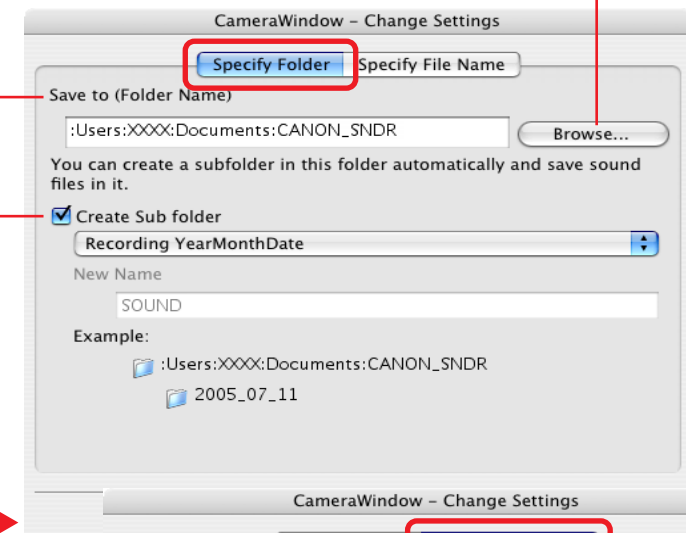 CameraWindow – Change Settings
Specify Folder Specify File Name
Save to (Folder Name)
:Users:XXXX:Documents:CANON_SNDR Browse...
You can create a subfolder in this folder automatically and save sound
files in it.
Create Sub folder
Recording YearMonthDate
New Name
SOUND
Example:
:Users:XXXX:Documents:CANON_SNDR
2005_07_11
CameraWindow – Change Settings